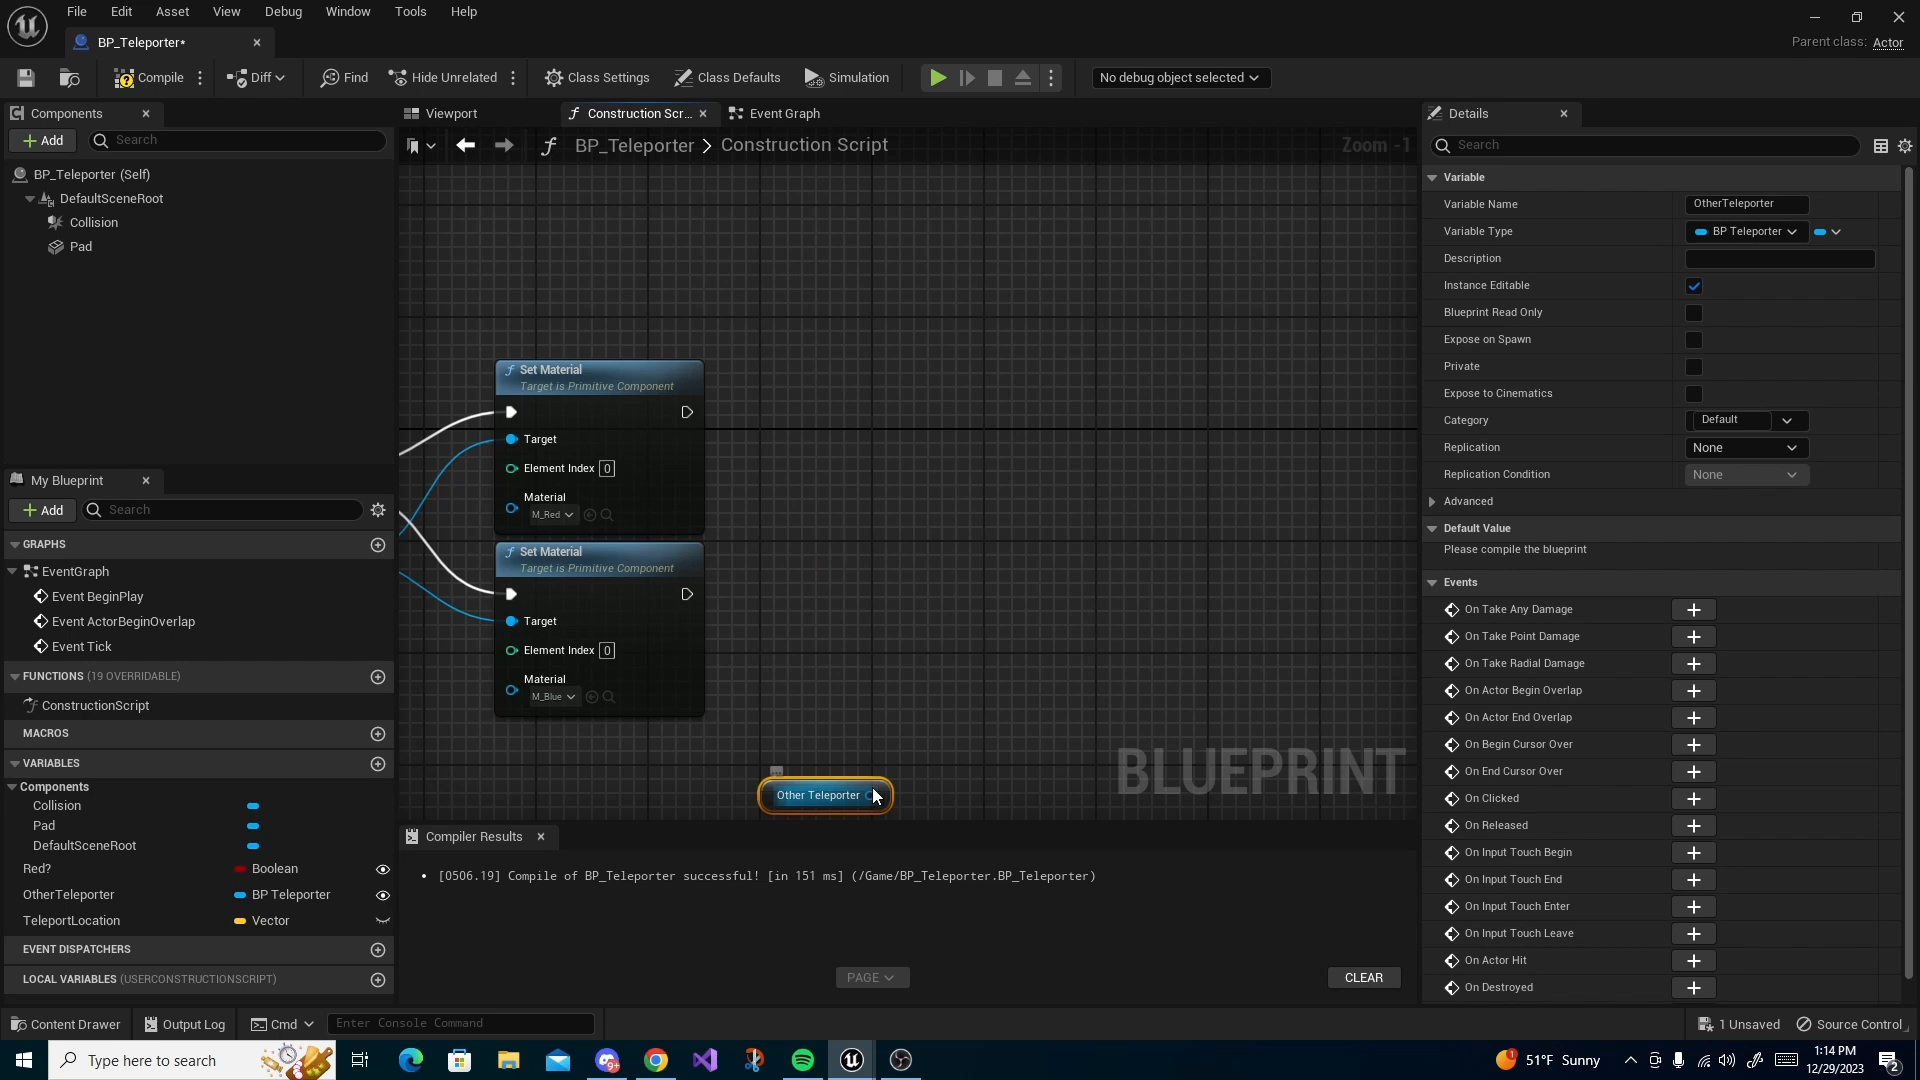 File Edit Asset View Debug Window Tools Help
BP_Teleporter*
Parent class: Actor
Compile Diff Find Hide Unrelated Class Settings Class Defaults Simulation No debug object selected
Components
Viewport Construction Scr... Event Graph
Details
Add Search
BP_Teleporter > Construction Script Zoom -1
Search
BP_Teleporter (Self)
DefaultSceneRoot
Collision
Pad
My Blueprint
Add Search
GRAPHS
EventGraph
Event BeginPlay
Event ActorBeginOverlap
Event Tick
FUNCTIONS (19 OVERRIDABLE)
ConstructionScript
MACROS
VARIABLES
Components
Collision
Pad
DefaultSceneRoot
Red? Boolean
OtherTeleporter BP Teleporter
TeleportLocation Vector
EVENT DISPATCHERS
LOCAL VARIABLES (USERCONSTRUCTIONSCRIPT)
Set Material
Target is Primitive Component
Target
Element Index 0
Material
M_Red
Set Material
Target is Primitive Component
Target
Element Index 0
Material
M_Blue
BLUEPRINT
Other Teleporter
Compiler Results
[0506.19] Compile of BP_Teleporter successful! [in 151 ms] (/Game/BP_Teleporter.BP_Teleporter)
PAGE CLEAR
Variable
Variable Name OtherTeleporter
Variable Type BP Teleporter
Description
Instance Editable
Blueprint Read Only
Expose on Spawn
Private
Expose to Cinematics
Category Default
Replication None
Replication Condition None
Advanced
Default Value
Please compile the blueprint
Events
On Take Any Damage
On Take Point Damage
On Take Radial Damage
On Actor Begin Overlap
On Actor End Overlap
On Begin Cursor Over
On End Cursor Over
On Clicked
On Released
On Input Touch Begin
On Input Touch End
On Input Touch Enter
On Input Touch Leave
On Actor Hit
On Destroyed
Content Drawer Output Log Cmd Enter Console Command 1 Unsaved Source Control
Type here to search 9+ 1 51°F Sunny 1:14 PM
12/29/2023 2